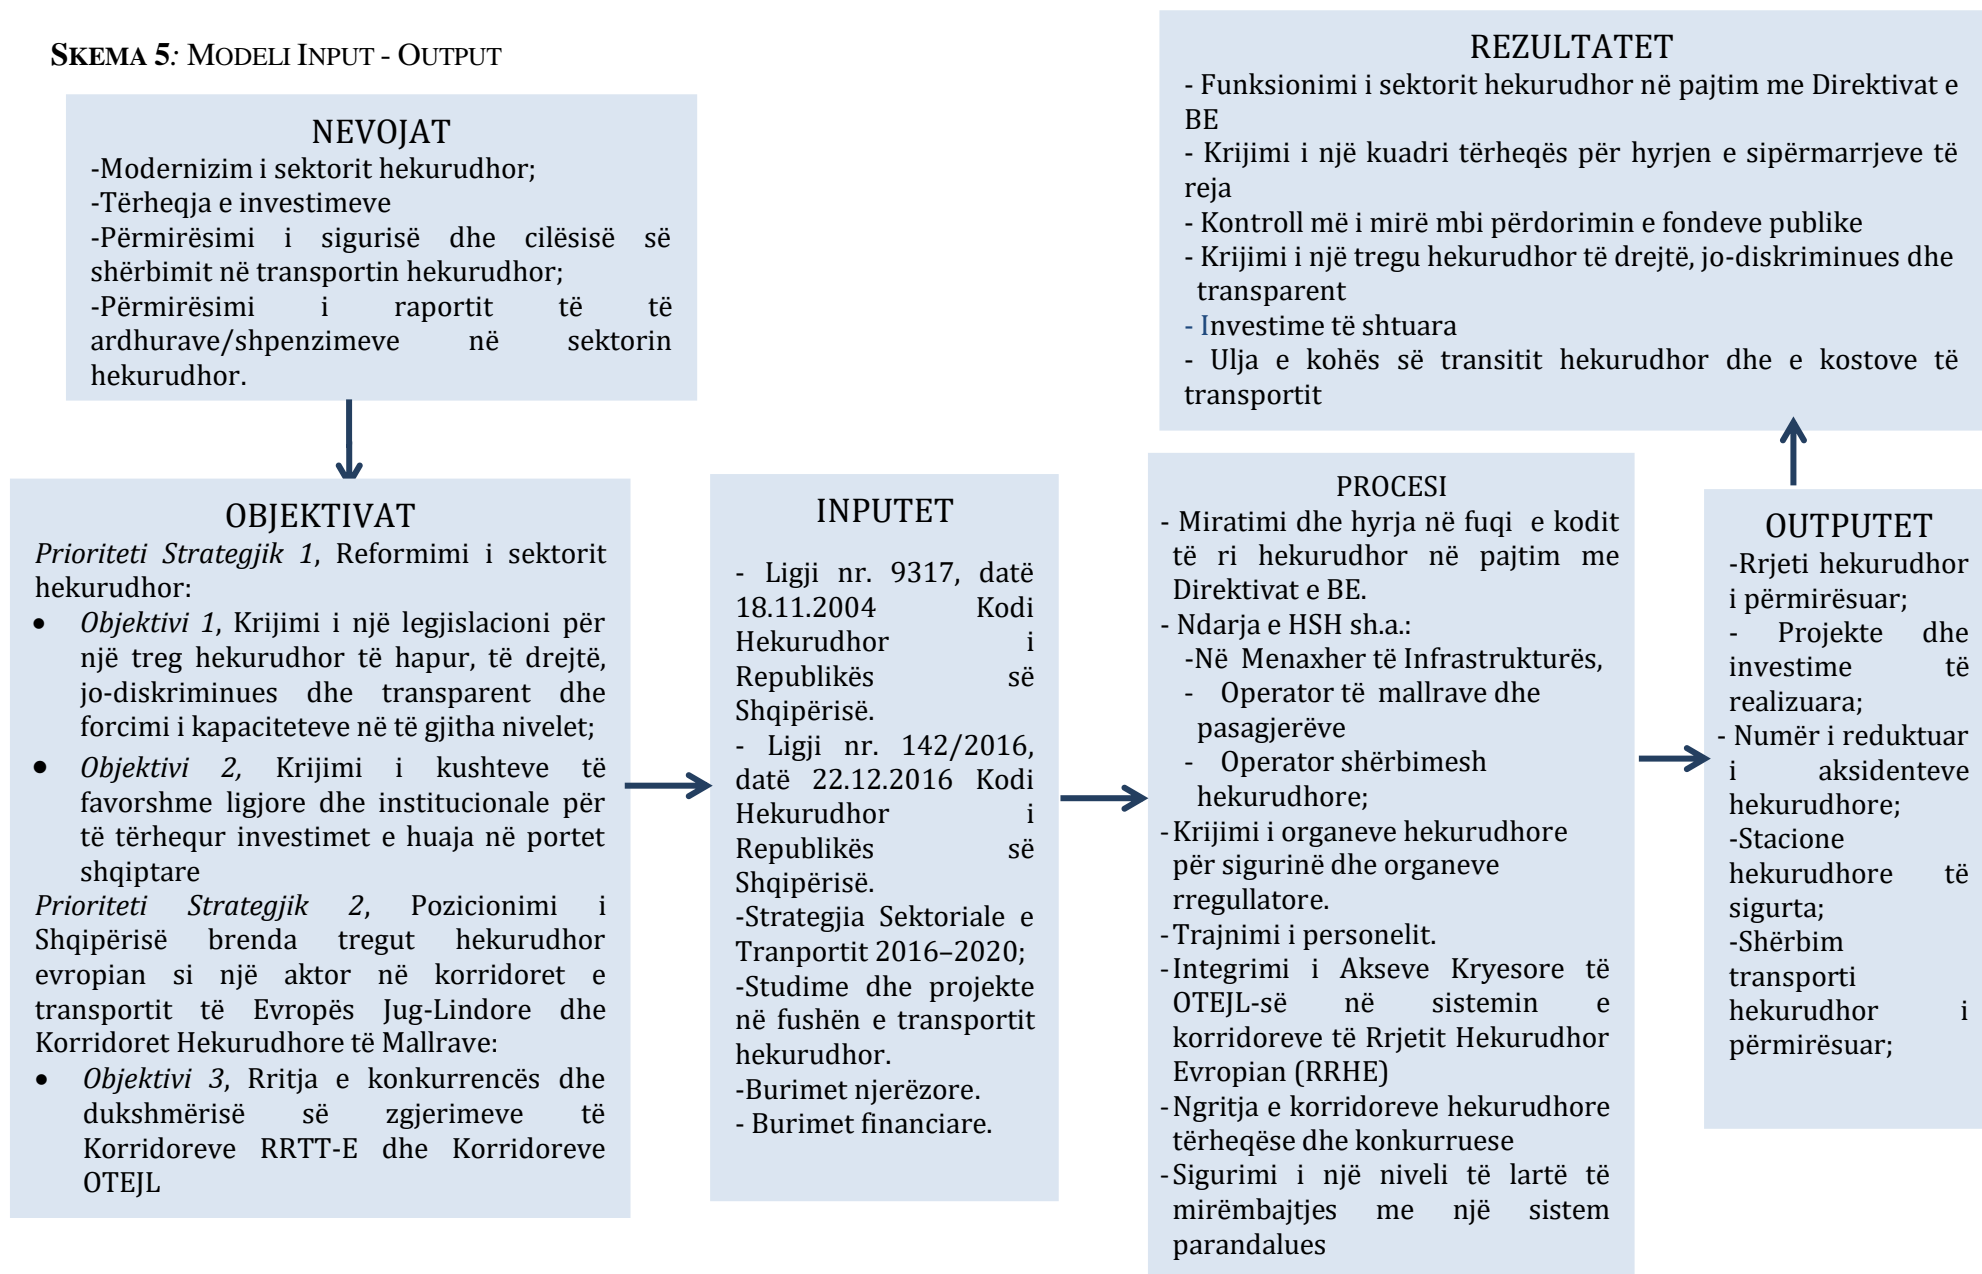 SKEMA 5: MODELI INPUT - OUTPUT
NEVOJAT
-Modernizim i sektorit hekurudhor;
-Tërheqja e investimeve
-Përmirësimi i sigurisë dhe cilësisë së
shërbimit në transportin hekurudhor;
-Përmirësimi i raportit të të
ardhurave/shpenzimeve në sektorin
hekurudhor.
OBJEKTIVAT
Prioriteti Strategjik 1, Reformimi i sektorit
hekurudhor:
• Objektivi 1, Krijimi i një legjislacioni për
një treg hekurudhor të hapur, të drejtë,
jo-diskriminues dhe transparent dhe
forcimi i kapaciteteve në të gjitha nivelet;
• Objektivi 2, Krijimi i kushteve të
favorshme ligjore dhe institucionale për
të tërhequr investimet e huaja në portet
shqiptare
Prioriteti Strategjik 2, Pozicionimi i
Shqipërisë brenda tregut hekurudhor
evropian si një aktor në korridoret e
transportit të Evropës Jug-Lindore dhe
Korridoret Hekurudhore të Mallrave:
• Objektivi 3, Rritja e konkurrencës dhe
dukshmërisë së zgjerimeve të
Korridoreve RRTT-E dhe Korridoreve
OTEJL
INPUTET
- Ligji nr. 9317, datë
18.11.2004 Kodi
Hekurudhor i
Republikës së
Shqipërisë.
- Ligji nr. 142/2016,
datë 22.12.2016 Kodi
Hekurudhor i
Republikës së
Shqipërisë.
-Strategjia Sektoriale e
Tranportit 2016–2020;
-Studime dhe projekte
në fushën e transportit
hekurudhor.
-Burimet njerëzore.
- Burimet financiare.
PROCESI
- Miratimi dhe hyrja në fuqi e kodit
të ri hekurudhor në pajtim me
Direktivat e BE.
- Ndarja e HSH sh.a.:
-Në Menaxher të Infrastrukturës,
- Operator të mallrave dhe
pasagjerëve
- Operator shërbimesh
hekurudhore;
- Krijimi i organeve hekurudhore
për sigurinë dhe organeve
rregullatore.
- Trajnimi i personelit.
- Integrimi i Akseve Kryesore të
OTEJL-së në sistemin e
korridoreve të Rrjetit Hekurudhor
Evropian (RRHE)
- Ngritja e korridoreve hekurudhore
tërheqëse dhe konkurruese
- Sigurimi i një niveli të lartë të
mirëmbajtjes me një sistem
parandalues
OUTPUTET
-Rrjeti hekurudhor
i përmirësuar;
- Projekte dhe
investime të
realizuara;
- Numër i reduktuar
i aksidenteve
hekurudhore;
-Stacione
hekurudhore të
sigurta;
-Shërbim
transporti
hekurudhor i
përmirësuar;
REZULTATET
- Funksionimi i sektorit hekurudhor në pajtim me Direktivat e
BE
- Krijimi i një kuadri tërheqës për hyrjen e sipërmarrjeve të
reja
- Kontroll më i mirë mbi përdorimin e fondeve publike
- Krijimi i një tregu hekurudhor të drejtë, jo-diskriminues dhe
transparent
- Investime të shtuara
- Ulja e kohës së transitit hekurudhor dhe e kostove të
transportit